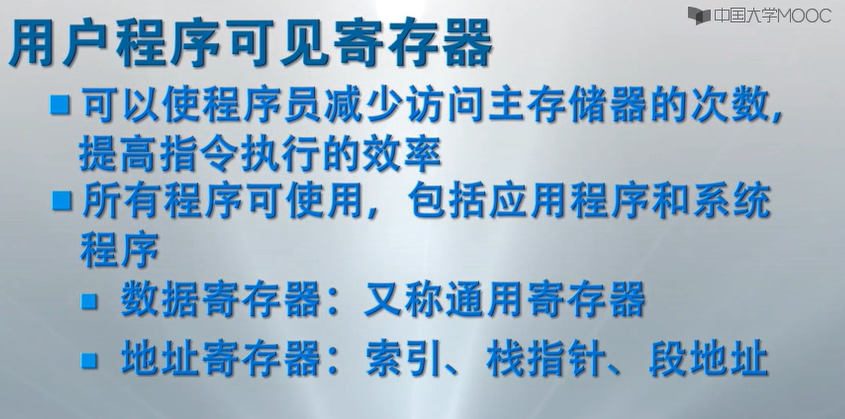 中国大学MOOC
用户程序可见寄存器
可以使程序员减少访问主存储器的次数，
提高指令执行的效率
所有程序可使用，包括应用程序和系统
程序
数据寄存器：又称通用寄存器
地址寄存器：索引、栈指针、段地址